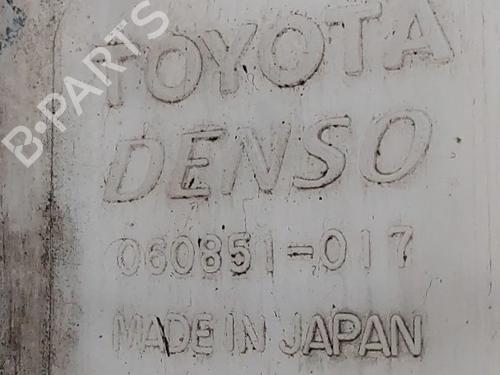 B-PARTS
TOYOTA
DENSO
060851-017
MADE IN JAPAN